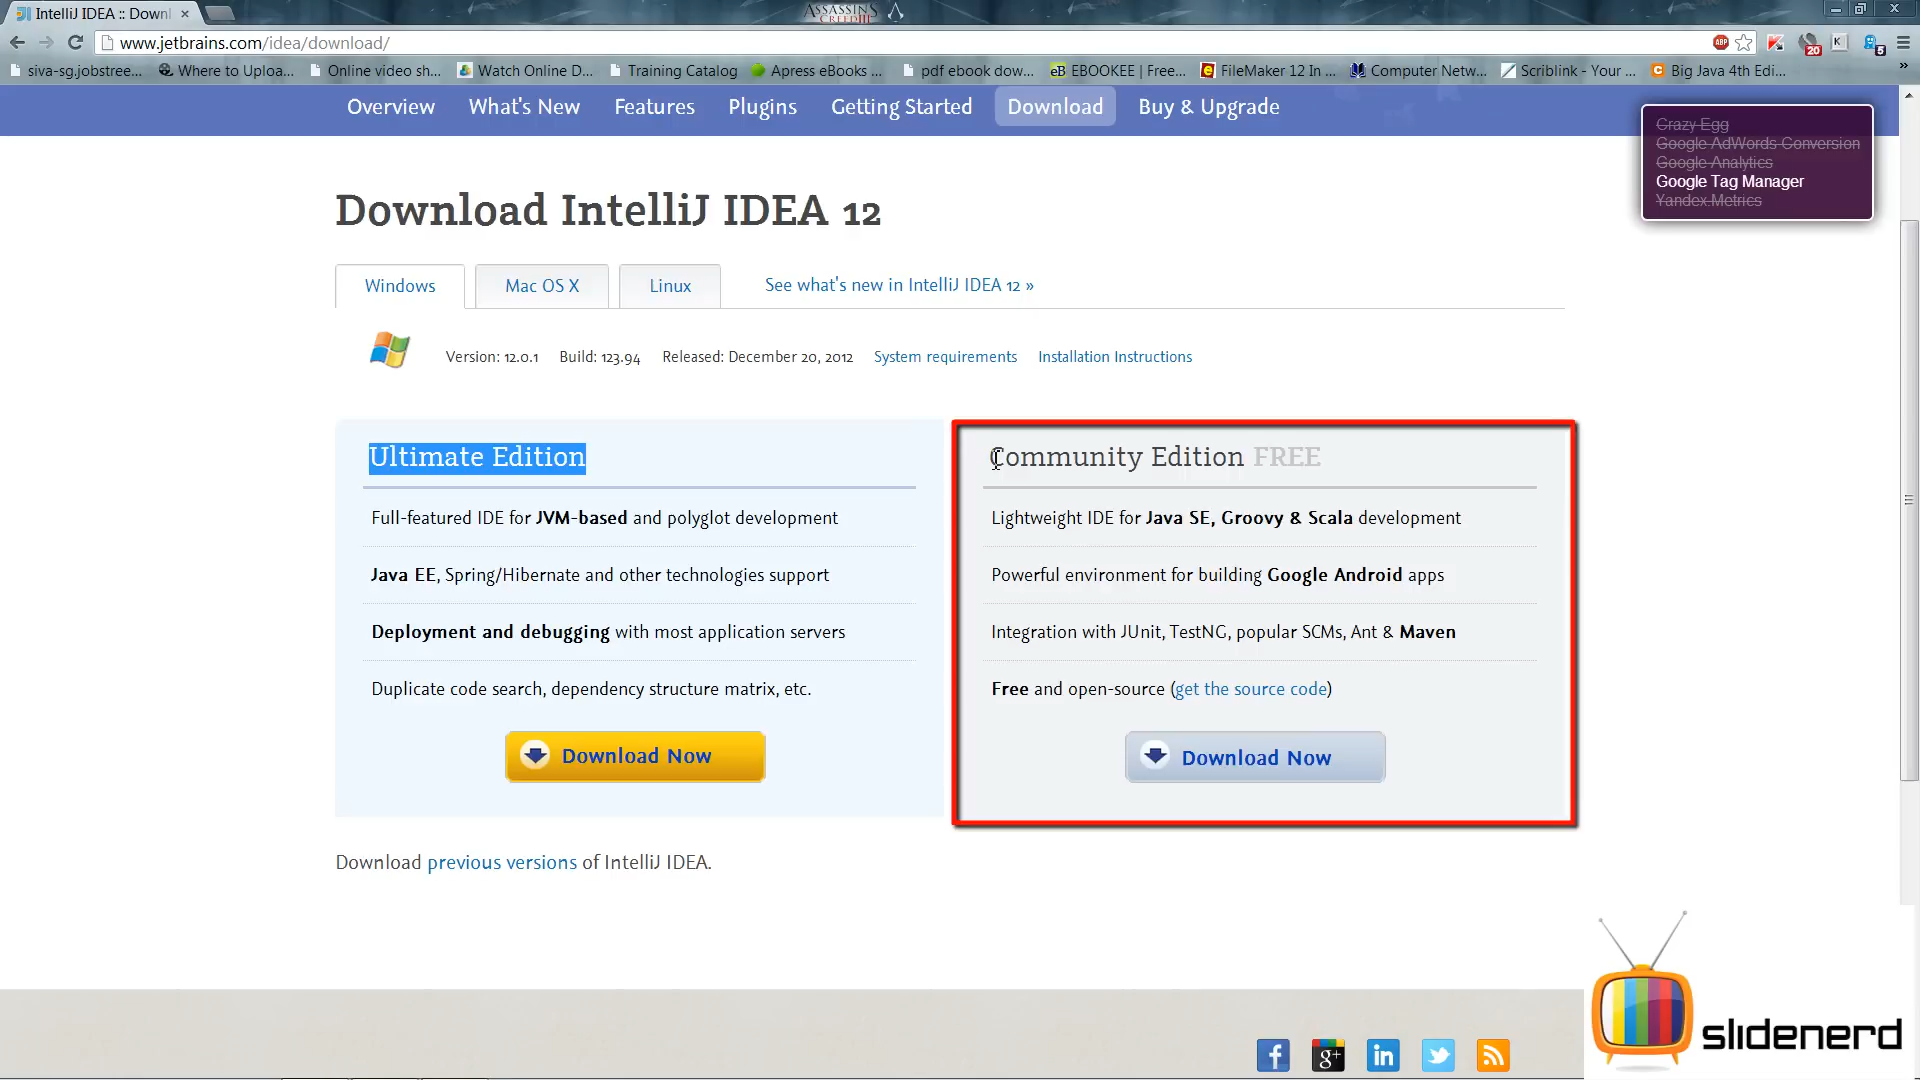 IntelliJ IDEA :: Downl
ASSASSINS
CREED III
www.jetbrains.com/idea/download/
ABP
20
K
5
siva-sg.jobstree...
Where to Uploa...
Online video sh...
Watch Online D...
Training Catalog
Apress eBooks ...
pdf ebook dow...
eB EBOOKEE | Free...
FileMaker 12 In ...
Computer Netw...
Scriblink - Your ...
Big Java 4th Edi...
»
Overview
What's New
Features
Plugins
Getting Started
Download
Buy & Upgrade
Crazy Egg
Google AdWords Conversion
Google Analytics
Google Tag Manager
Yandex.Metrics
Download IntelliJ IDEA 12
Windows
Mac OS X
Linux
See what's new in IntelliJ IDEA 12 »
Version: 12.0.1 Build: 123.94 Released: December 20, 2012 System requirements Installation Instructions
Ultimate Edition
Full-featured IDE for JVM-based and polyglot development
Java EE, Spring/Hibernate and other technologies support
Deployment and debugging with most application servers
Duplicate code search, dependency structure matrix, etc.
Download Now
Community Edition FREE
Lightweight IDE for Java SE, Groovy & Scala development
Powerful environment for building Google Android apps
Integration with JUnit, TestNG, popular SCMs, Ant & Maven
Free and open-source (get the source code)
Download Now
Download previous versions of IntelliJ IDEA.
f
g+
in
slidenerd